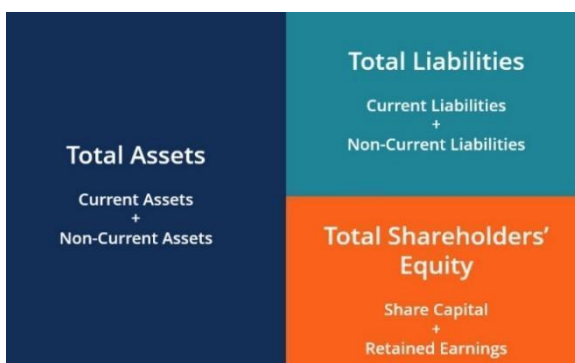 Total Assets
Current Assets
+
Non-Current Assets
Total Liabilities
Current Liabilities
+
Non-Current Liabilities
Total Shareholders'
Equity
Share Capital
+
Retained Earnings